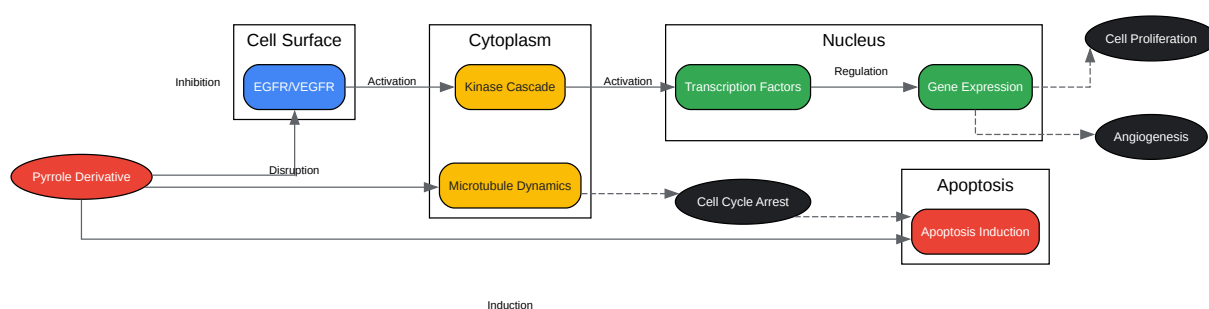 Cell Surface
Cytoplasm
Nucleus
Cell Proliferation
Inhibition
EGFR/VEGFR
Activation
Kinase Cascade
Activation
Transcription Factors
Regulation
Gene Expression
Angiogenesis
Pyrrole Derivative
Disruption
Microtubule Dynamics
Cell Cycle Arrest
Apoptosis
Apoptosis Induction
Induction